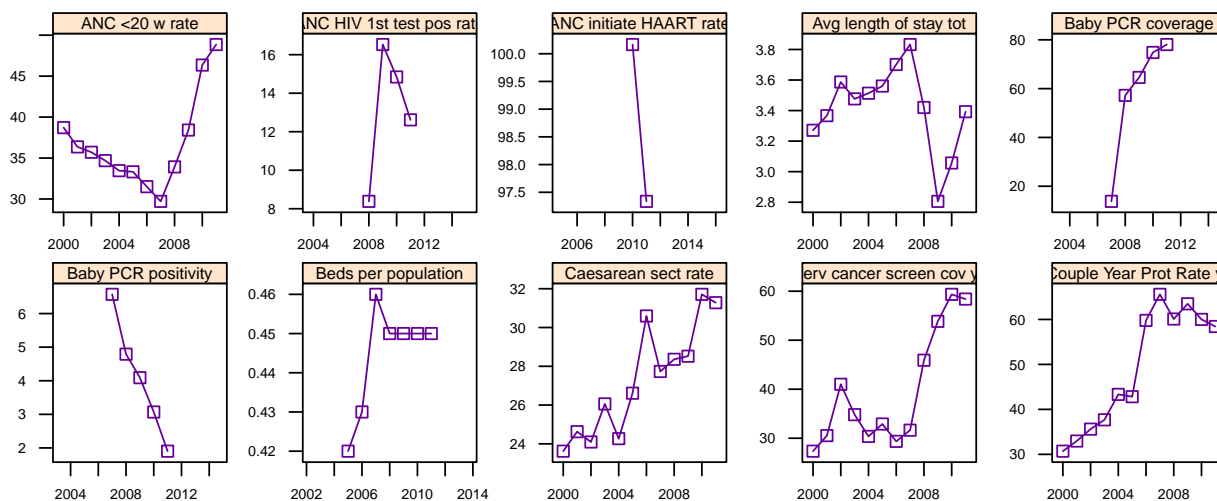 ANC <20 w rate
45
40
35
30
2000 2004 2008
NC HIV 1st test pos rat
16
14
12
10
8
2004 2008 2012
ANC initiate HAART rate
100.0
99.5
99.0
98.5
98.0
97.5
2006 2010 2014
Avg length of stay tot
3.8
3.6
3.4
3.2
3.0
2.8
2000 2004 2008
Baby PCR coverage
80
60
40
20
2004 2008 2012
Baby PCR positivity
6
5
4
3
2
2004 2008 2012
Beds per population
0.46
0.45
0.44
0.43
0.42
2002 2006 2010 2014
Caesarean sect rate
32
30
28
26
24
2000 2004 2008
erv cancer screen cov y
60
50
40
30
2000 2004 2008
Couple Year Prot Rate
60
50
40
30
2000 2004 2008